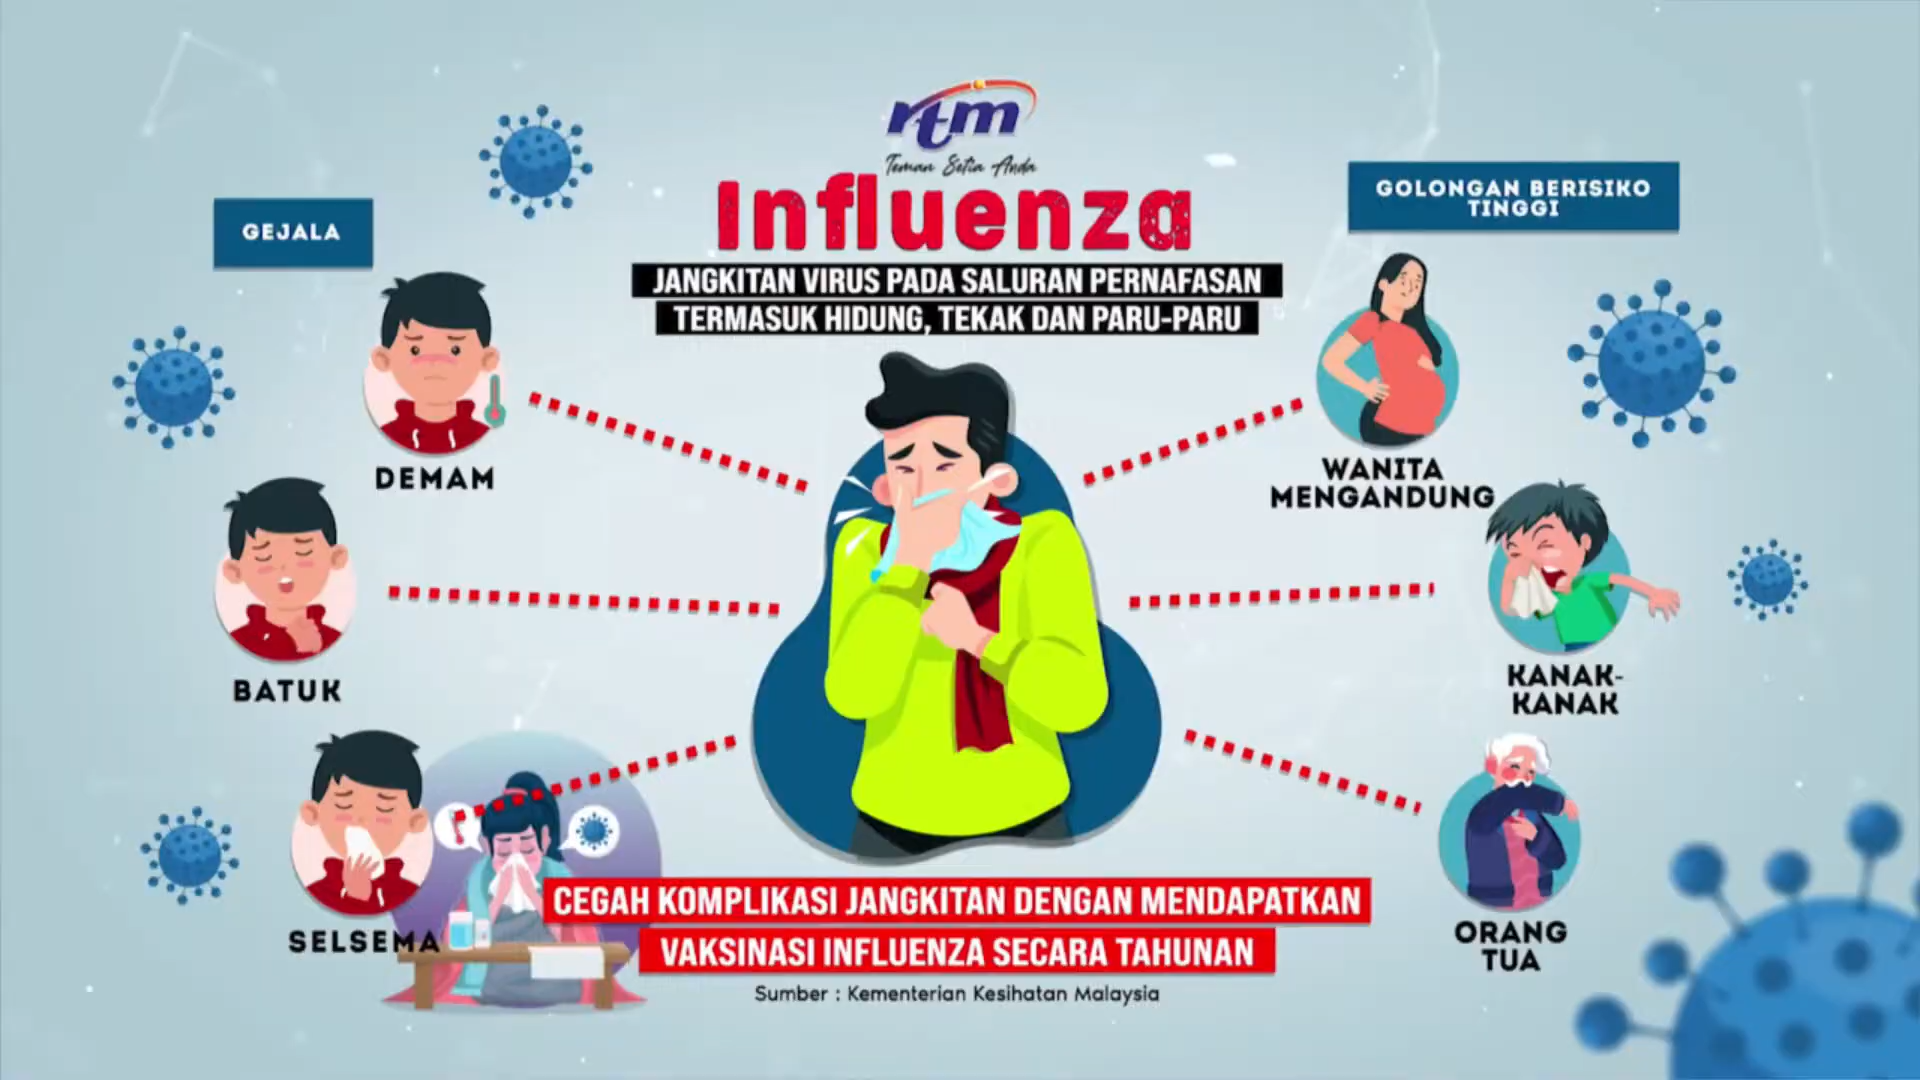 rtm
Teman Setia Anda
Influenza
JANGKITAN VIRUS PADA SALURAN PERNAFASAN
TERMASUK HIDUNG, TEKAK DAN PARU-PARU
GEJALA
DEMAM
BATUK
SELSEMA
GOLONGAN BERISIKO
TINGGI
WANITA
MENGANDUNG
KANAK-
KANAK
ORANG
TUA
CEGAH KOMPLIKASI JANGKITAN DENGAN MENDAPATKAN
VAKSINASI INFLUENZA SECARA TAHUNAN
Sumber : Kementerian Kesihatan Malaysia